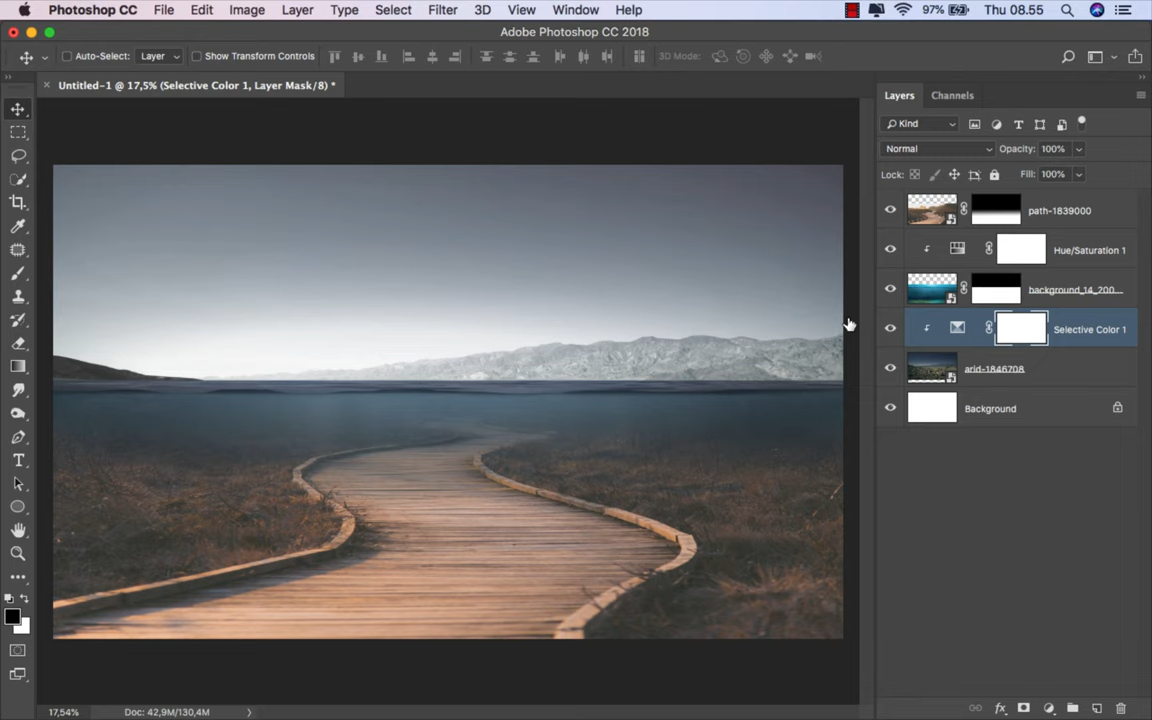 Photoshop CC File Edit Image Layer Type Select Filter 3D View Window Help 97% Thu 08.55
Adobe Photoshop CC 2018
Auto-Select: Layer Show Transform Controls 3D Mode:
Untitled-1 @ 17,5% (Selective Color 1, Layer Mask/8) *
Layers Channels
Kind
Normal Opacity: 100%
Lock: Fill: 100%
path-1839000
Hue/Saturation 1
background_14_200...
Selective Color 1
arid-1846708
Background
17,54% Doc: 42,9M/130,4M